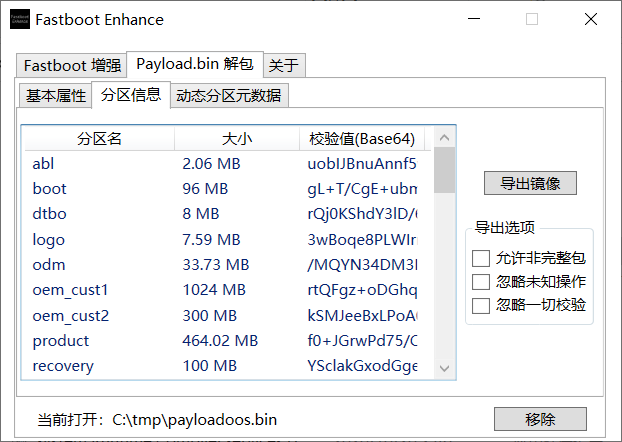 Fastboot Enhance
Fastboot 增强 Payload.bin 解包 关于
基本属性 分区信息 动态分区元数据
分区名 大小 校验值(Base64)
abl 2.06 MB uobIJBnuAnnf5
boot 96 MB gL+T/CgE+ubm
dtbo 8 MB rQj0KShdY3lD/
logo 7.59 MB 3wBoqe8PLWIr
odm 33.73 MB /MQYN34DM3
oem_cust1 1024 MB rtQFgz+oDGhq
oem_cust2 300 MB kSMJeeBxLPoA
product 464.02 MB f0+JGrwPd75/
recovery 100 MB YSclakGxodGge
导出镜像
导出选项
允许非完整包
忽略未知操作
忽略一切校验
当前打开： C:\tmp\payloadoos.bin
移除